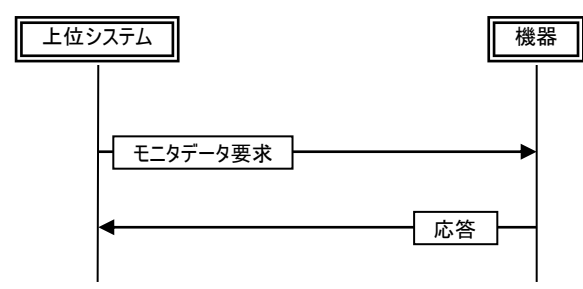 上位システム
機器
モニタデータ要求
応答